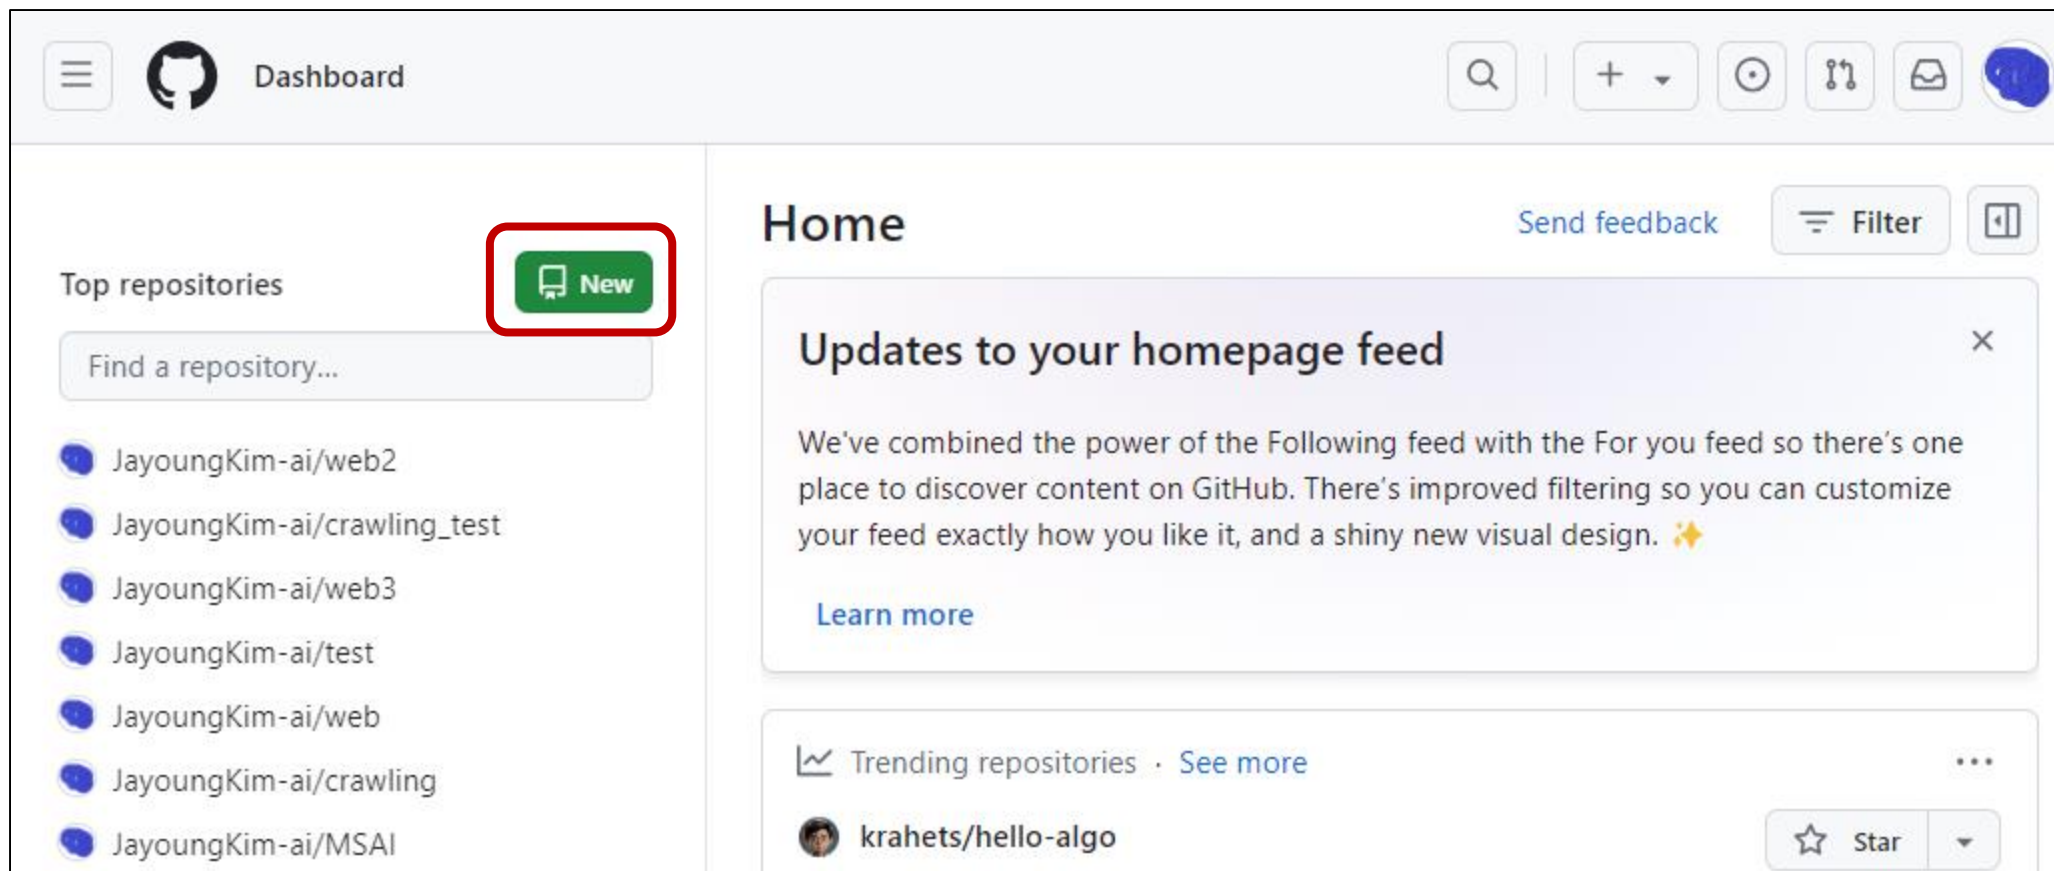 Dashboard
Top repositories
New
Find a repository...
JayoungKim-ai/web2
JayoungKim-ai/crawling_test
JayoungKim-ai/web3
JayoungKim-ai/test
JayoungKim-ai/web
JayoungKim-ai/crawling
JayoungKim-ai/MSAI
Home
Send feedback
Filter
Updates to your homepage feed
We've combined the power of the Following feed with the For you feed so there's one
place to discover content on GitHub. There's improved filtering so you can customize
your feed exactly how you like it, and a shiny new visual design. ✨
Learn more
Trending repositories · See more
krahets/hello-algo
Star